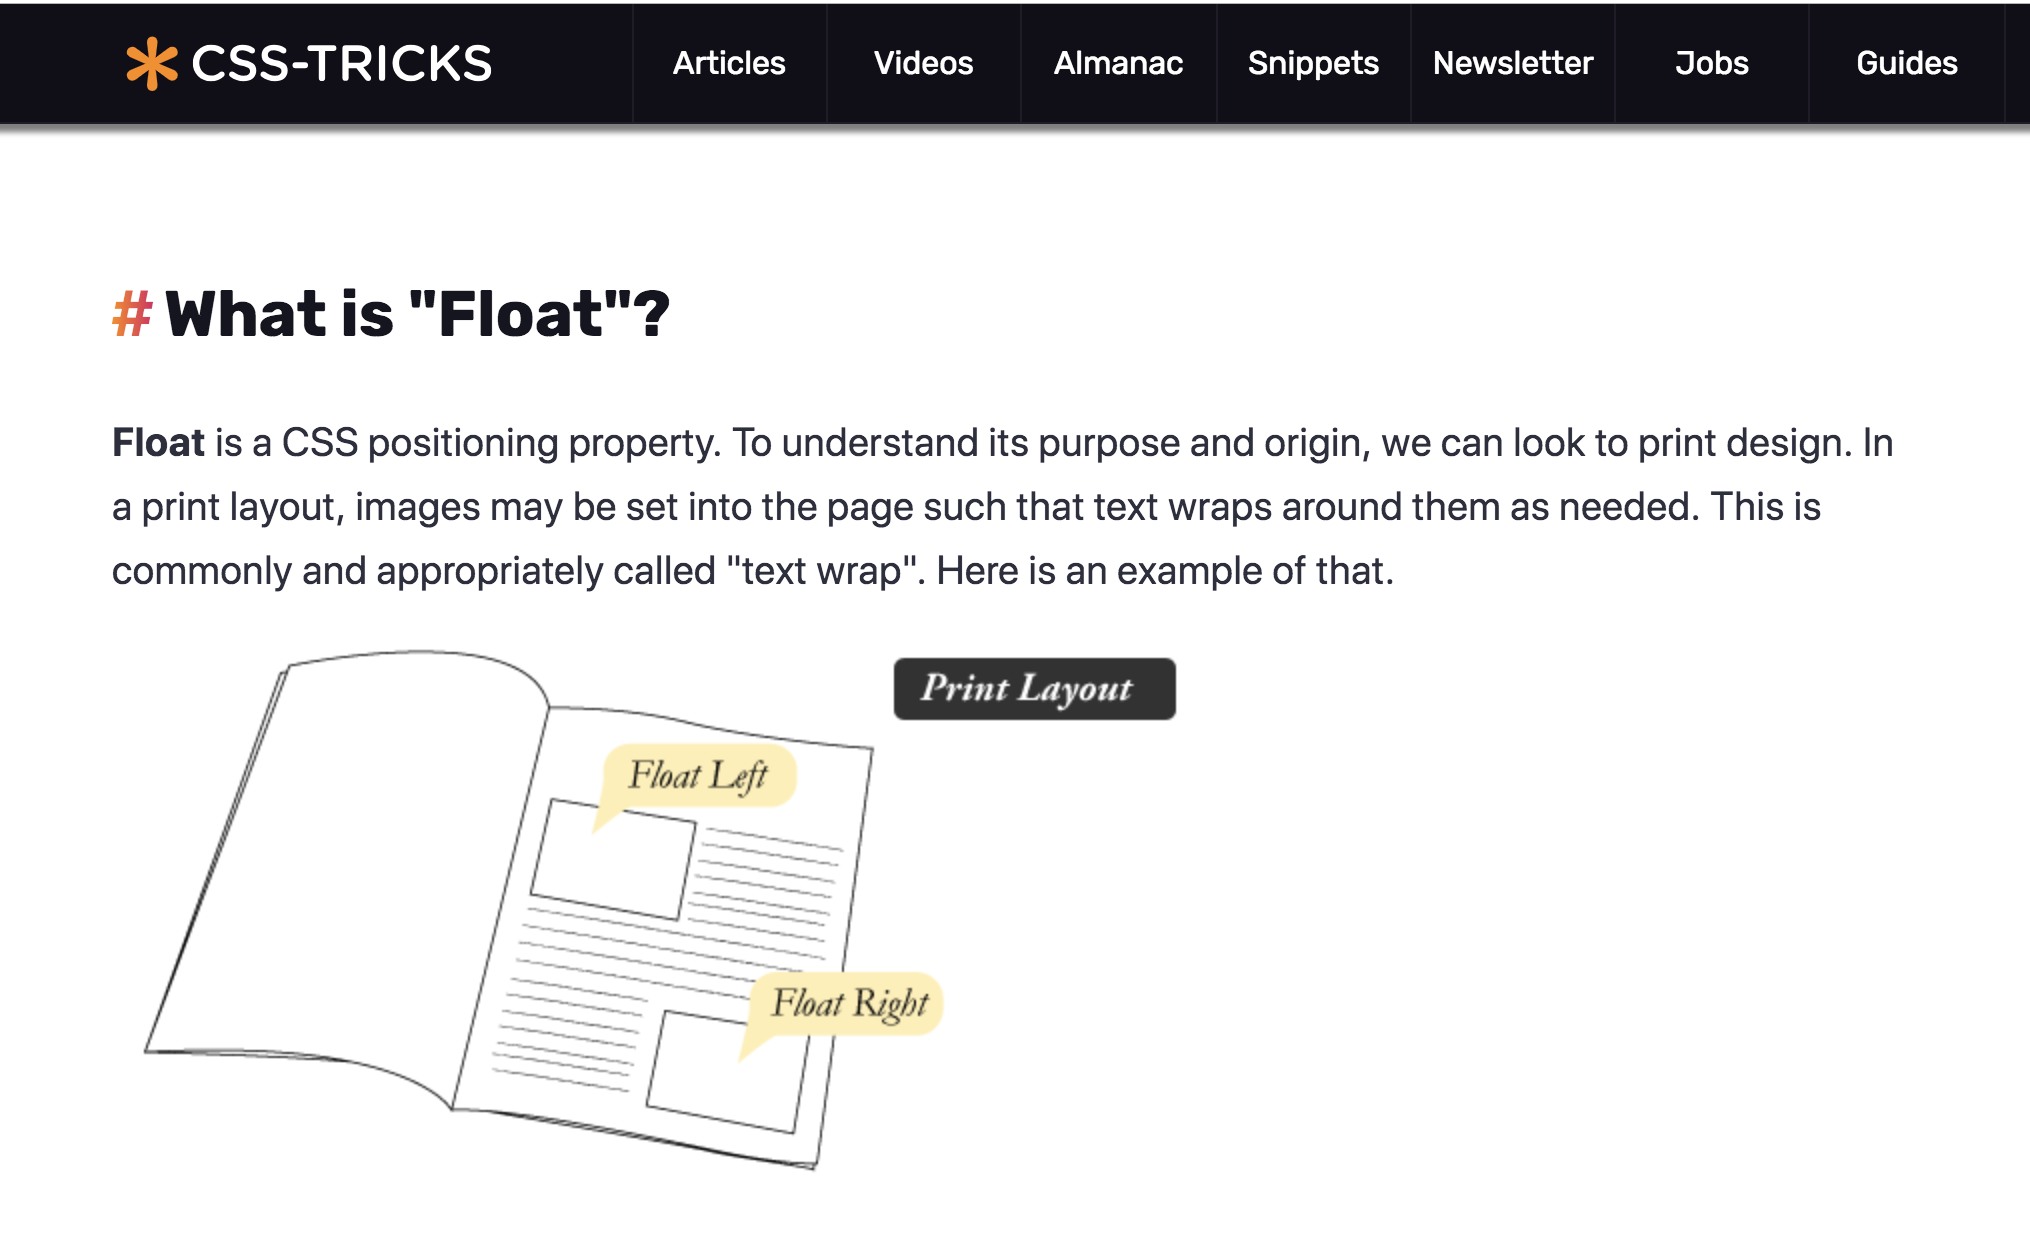 CSS-TRICKS
Articles
Videos
Almanac
Snippets
Newsletter
Jobs
Guides
# What is "Float"?
Float is a CSS positioning property. To understand its purpose and origin, we can look to print design. In
a print layout, images may be set into the page such that text wraps around them as needed. This is
commonly and appropriately called "text wrap". Here is an example of that.
Print Layout
Float Left
Float Right